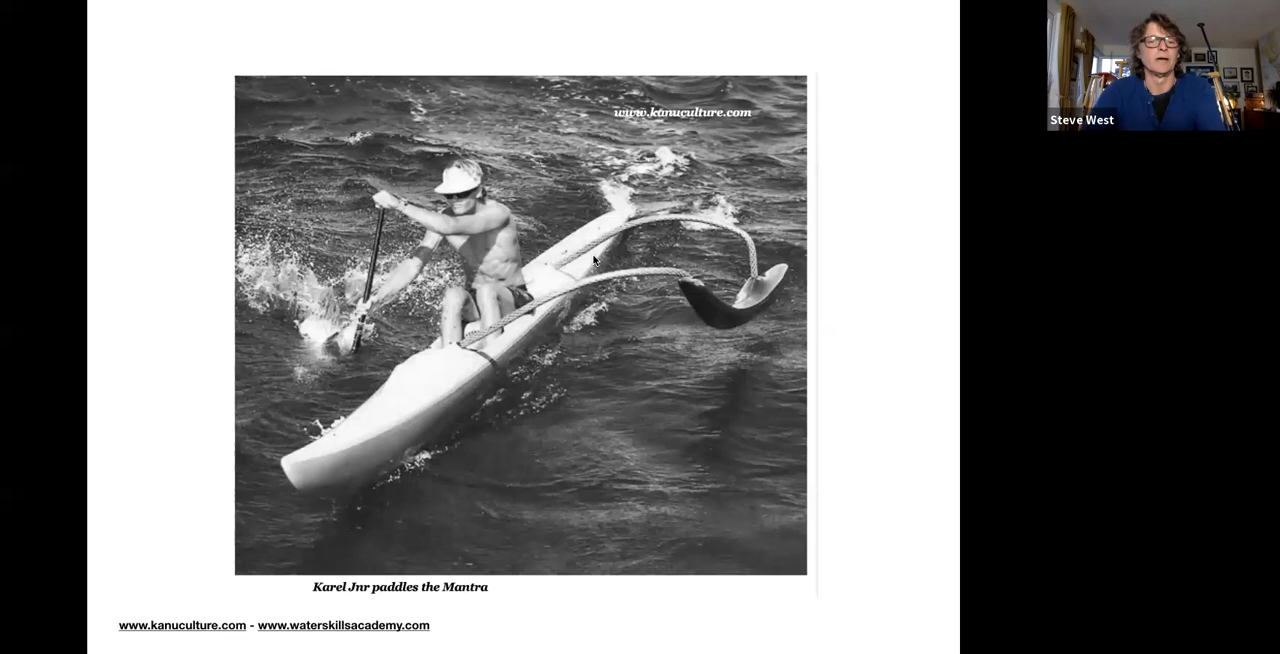 www.kanuculture.com
Steve West
Karel Jnr paddles the Mantra
www.kanuculture.com - www.waterskillsacademy.com